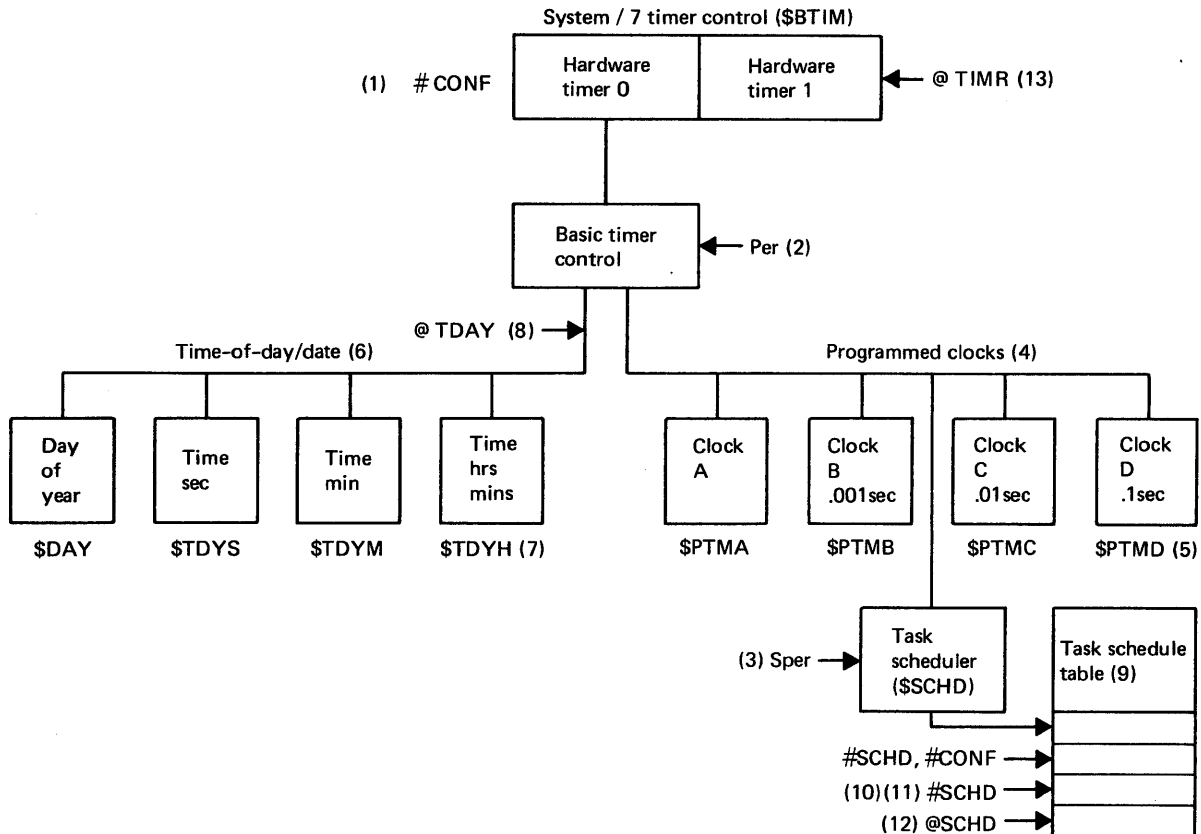 System / 7 timer control ($BTIM)
(1) #CONF
Hardware
timer 0
Hardware
timer 1
@ TIMR (13)
Basic timer
control
Per (2)
@ TDAY (8)
Time-of-day/date (6)
Programmed clocks (4)
Day
of
year
Time
sec
Time
min
Time
hrs
mins
Clock
A
Clock
B
.001sec
Clock
C
.01sec
Clock
D
.1sec
$DAY
$TDYS
$TDYM
$TDYH (7)
$PTMA
$PTMB
$PTMC
$PTMD (5)
(3) Sper
Task
scheduler
($SCHD)
Task schedule
table (9)
#SCHD, #CONF
(10)(11) #SCHD
(12) @SCHD